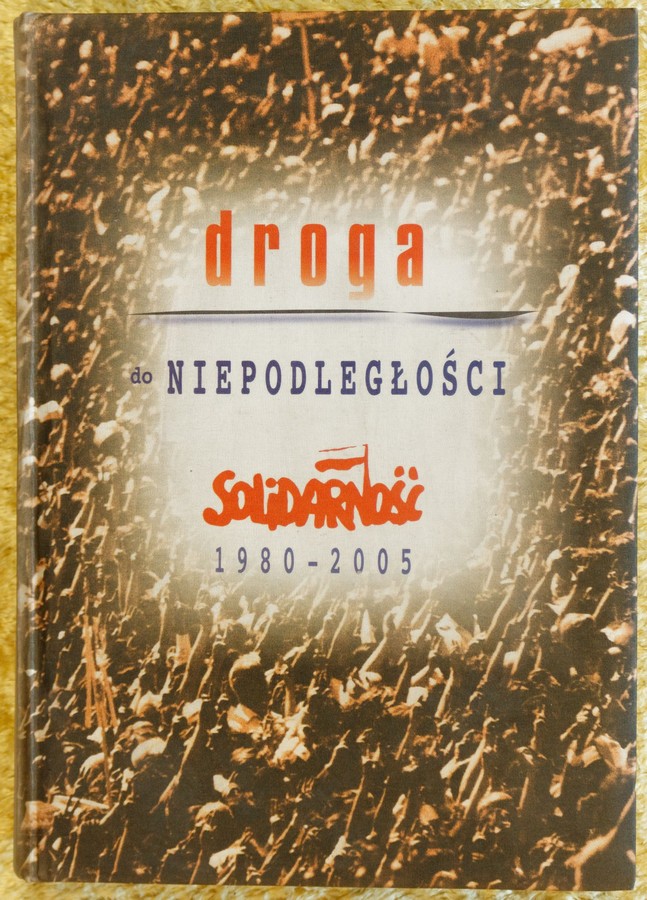 droga
do NIEPODLEGŁOŚCI
SOLiDARNOŚĆ
1980-2005